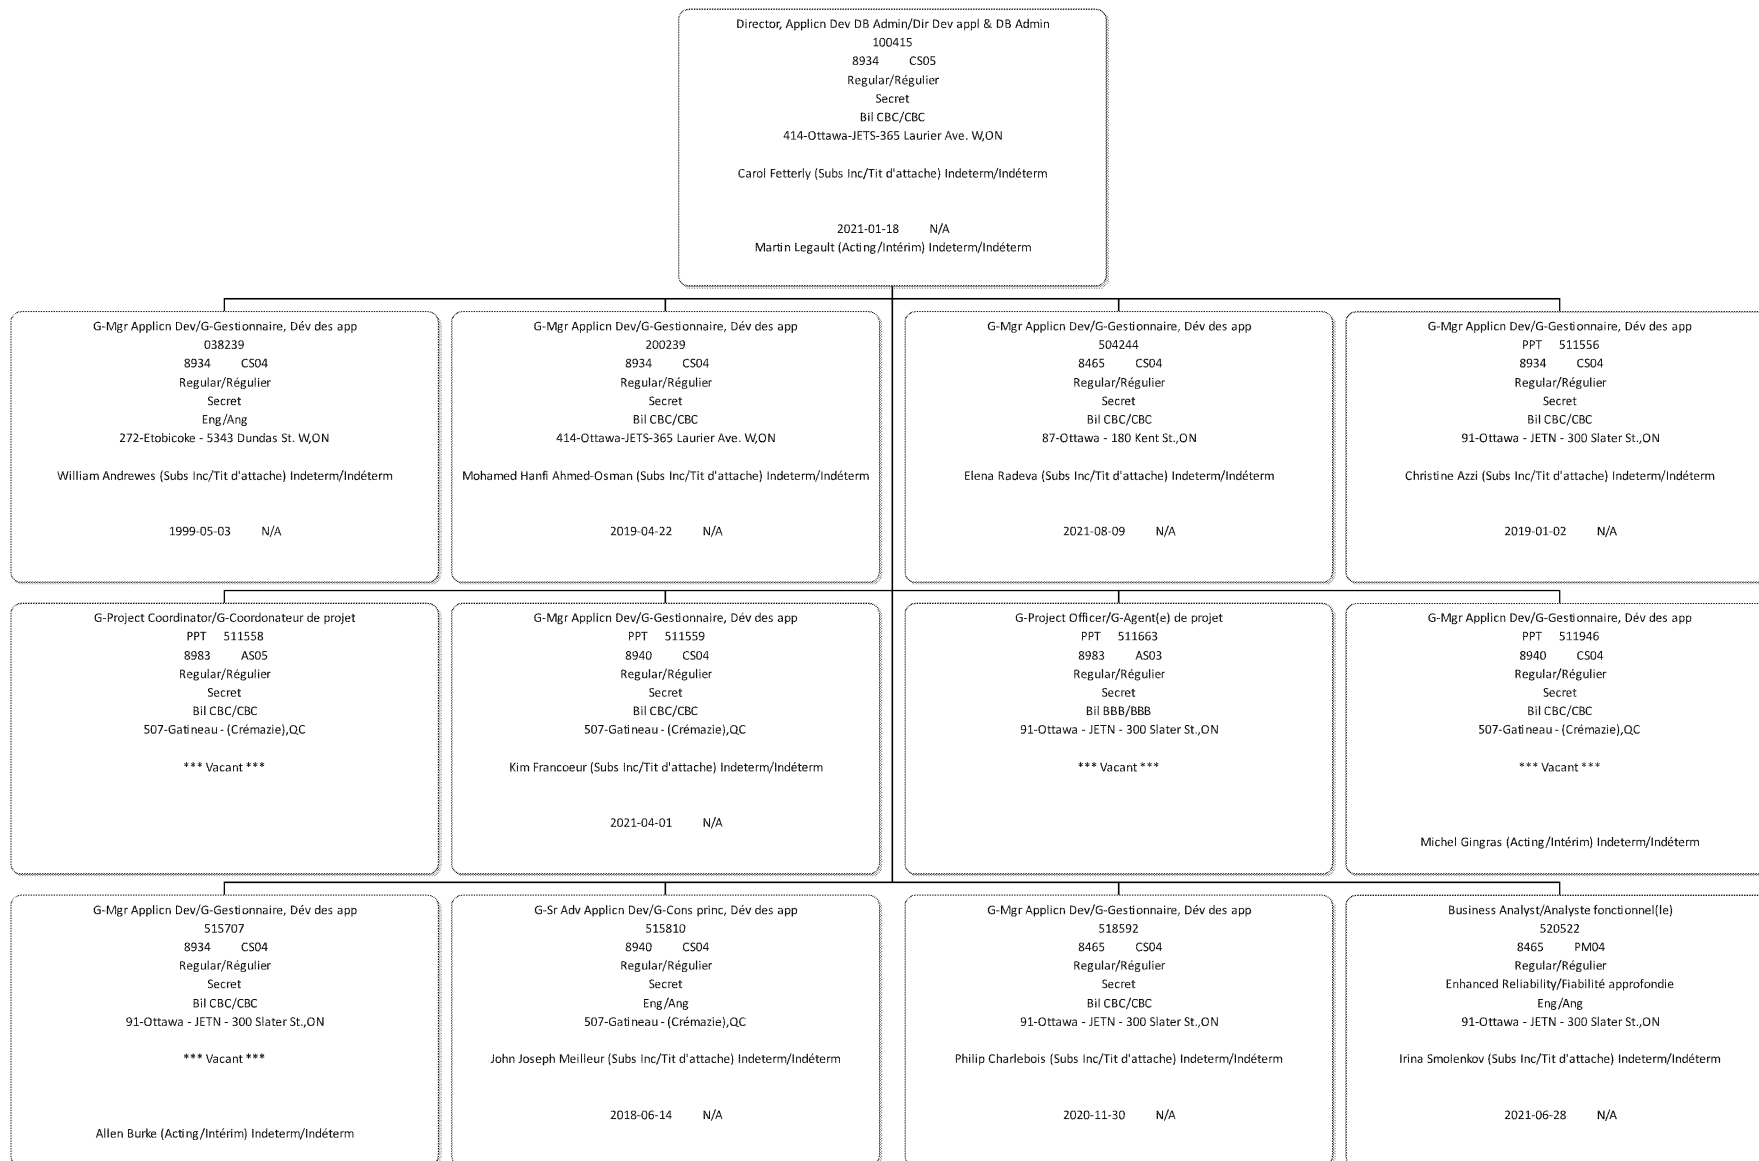 Director, Applicn Dev DB Admin/Dir Dev appl & DB Admin
100415
8934 CS05
Regular/Régulier
Secret
Bil CBC/CBC
414-Ottawa-JETS-365 Laurier Ave. W,ON
Carol Fetterly (Subs Inc/Tit d'attache) Indeterm/Indéterm
2021-01-18 N/A
Martin Legault (Acting/Intérim) Indeterm/Indéterm
G-Mgr Applicn Dev/G-Gestionnaire, Dév des app
038239
8934 CS04
Regular/Régulier
Secret
Eng/Ang
272-Etobicoke - 5343 Dundas St. W,ON
William Andrewes (Subs Inc/Tit d'attache) Indeterm/Indéterm
1999-05-03 N/A
G-Mgr Applicn Dev/G-Gestionnaire, Dév des app
200239
8934 CS04
Regular/Régulier
Secret
Bil CBC/CBC
414-Ottawa-JETS-365 Laurier Ave. W,ON
Mohamed Hanfi Ahmed-Osman (Subs Inc/Tit d'attache) Indeterm/Indéterm
2019-04-22 N/A
G-Mgr Applicn Dev/G-Gestionnaire, Dév des app
504244
8465 CS04
Regular/Régulier
Secret
Bil CBC/CBC
87-Ottawa - 180 Kent St.,ON
Elena Radeva (Subs Inc/Tit d'attache) Indeterm/Indéterm
2021-08-09 N/A
G-Mgr Applicn Dev/G-Gestionnaire, Dév des app
PPT 511556
8934 CS04
Regular/Régulier
Secret
Bil CBC/CBC
91-Ottawa - JETN - 300 Slater St.,ON
Christine Azzi (Subs Inc/Tit d'attache) Indeterm/Indéterm
2019-01-02 N/A
G-Project Coordinator/G-Coordonateur de projet
PPT 511558
8983 AS05
Regular/Régulier
Secret
Bil CBC/CBC
507-Gatineau - (Crémazie),QC
*** Vacant ***
G-Mgr Applicn Dev/G-Gestionnaire, Dév des app
PPT 511559
8940 CS04
Regular/Régulier
Secret
Bil CBC/CBC
507-Gatineau - (Crémazie),QC
Kim Francoeur (Subs Inc/Tit d'attache) Indeterm/Indéterm
2021-04-01 N/A
G-Project Officer/G-Agent(e) de projet
PPT 511663
8983 AS03
Regular/Régulier
Secret
Bil BBB/BBB
91-Ottawa - JETN - 300 Slater St.,ON
*** Vacant ***
G-Mgr Applicn Dev/G-Gestionnaire, Dév des app
PPT 511946
8940 CS04
Regular/Régulier
Secret
Bil CBC/CBC
507-Gatineau - (Crémazie),QC
*** Vacant ***
Michel Gingras (Acting/Intérim) Indeterm/Indéterm
G-Mgr Applicn Dev/G-Gestionnaire, Dév des app
515707
8934 CS04
Regular/Régulier
Secret
Bil CBC/CBC
91-Ottawa - JETN - 300 Slater St.,ON
*** Vacant ***
Allen Burke (Acting/Intérim) Indeterm/Indéterm
G-Sr Adv Applicn Dev/G-Cons princ, Dév des app
515810
8940 CS04
Regular/Régulier
Secret
Eng/Ang
507-Gatineau - (Crémazie),QC
John Joseph Meilleur (Subs Inc/Tit d'attache) Indeterm/Indéterm
2018-06-14 N/A
G-Mgr Applicn Dev/G-Gestionnaire, Dév des app
518592
8465 CS04
Regular/Régulier
Secret
Bil CBC/CBC
91-Ottawa - JETN - 300 Slater St.,ON
Philip Charlebois (Subs Inc/Tit d'attache) Indeterm/Indéterm
2020-11-30 N/A
Business Analyst/Analyste fonctionnel(le)
520522
8465 PM04
Regular/Régulier
Enhanced Reliability/Fiabilité approfondie
Eng/Ang
91-Ottawa - JETN - 300 Slater St.,ON
Irina Smolenkov (Subs Inc/Tit d'attache) Indeterm/Indéterm
2021-06-28 N/A